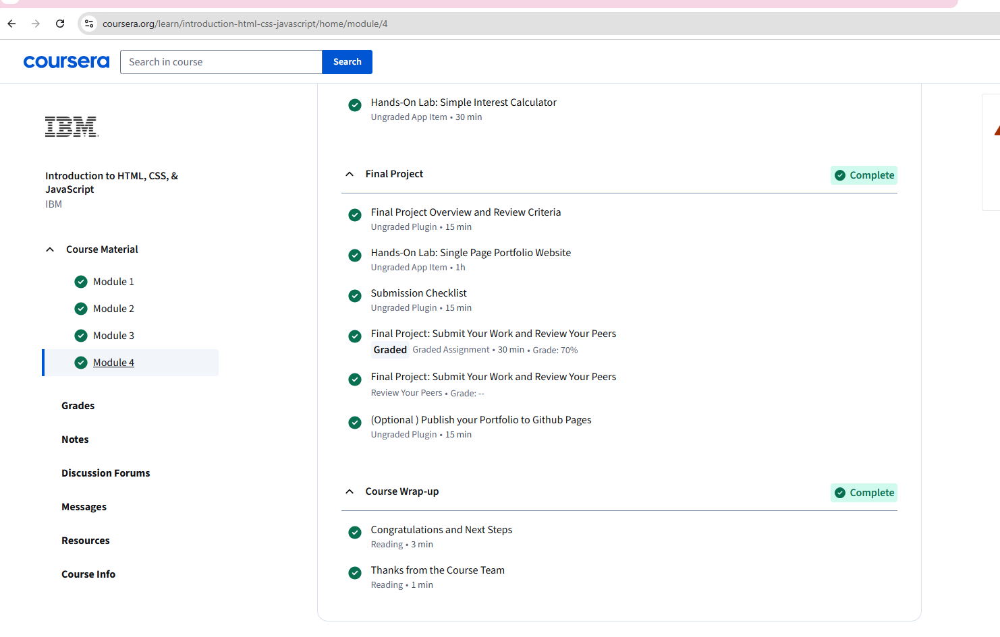 coursera.org/learn/introduction-html-css-javascript/home/module/4
coursera
Search in course
Search
IBM
Introduction to HTML, CSS, &
JavaScript
IBM
Course Material
Module 1
Module 2
Module 3
Module 4
Grades
Notes
Discussion Forums
Messages
Resources
Course Info
Hands-On Lab: Simple Interest Calculator
Ungraded App Item • 30 min
Final Project
Complete
Final Project Overview and Review Criteria
Ungraded Plugin • 15 min
Hands-On Lab: Single Page Portfolio Website
Ungraded App Item • 1h
Submission Checklist
Ungraded Plugin • 15 min
Final Project: Submit Your Work and Review Your Peers
Graded Graded Assignment • 30 min • Grade: 70%
Final Project: Submit Your Work and Review Your Peers
Review Your Peers • Grade: --
(Optional ) Publish your Portfolio to Github Pages
Ungraded Plugin • 15 min
Course Wrap-up
Complete
Congratulations and Next Steps
Reading • 3 min
Thanks from the Course Team
Reading • 1 min